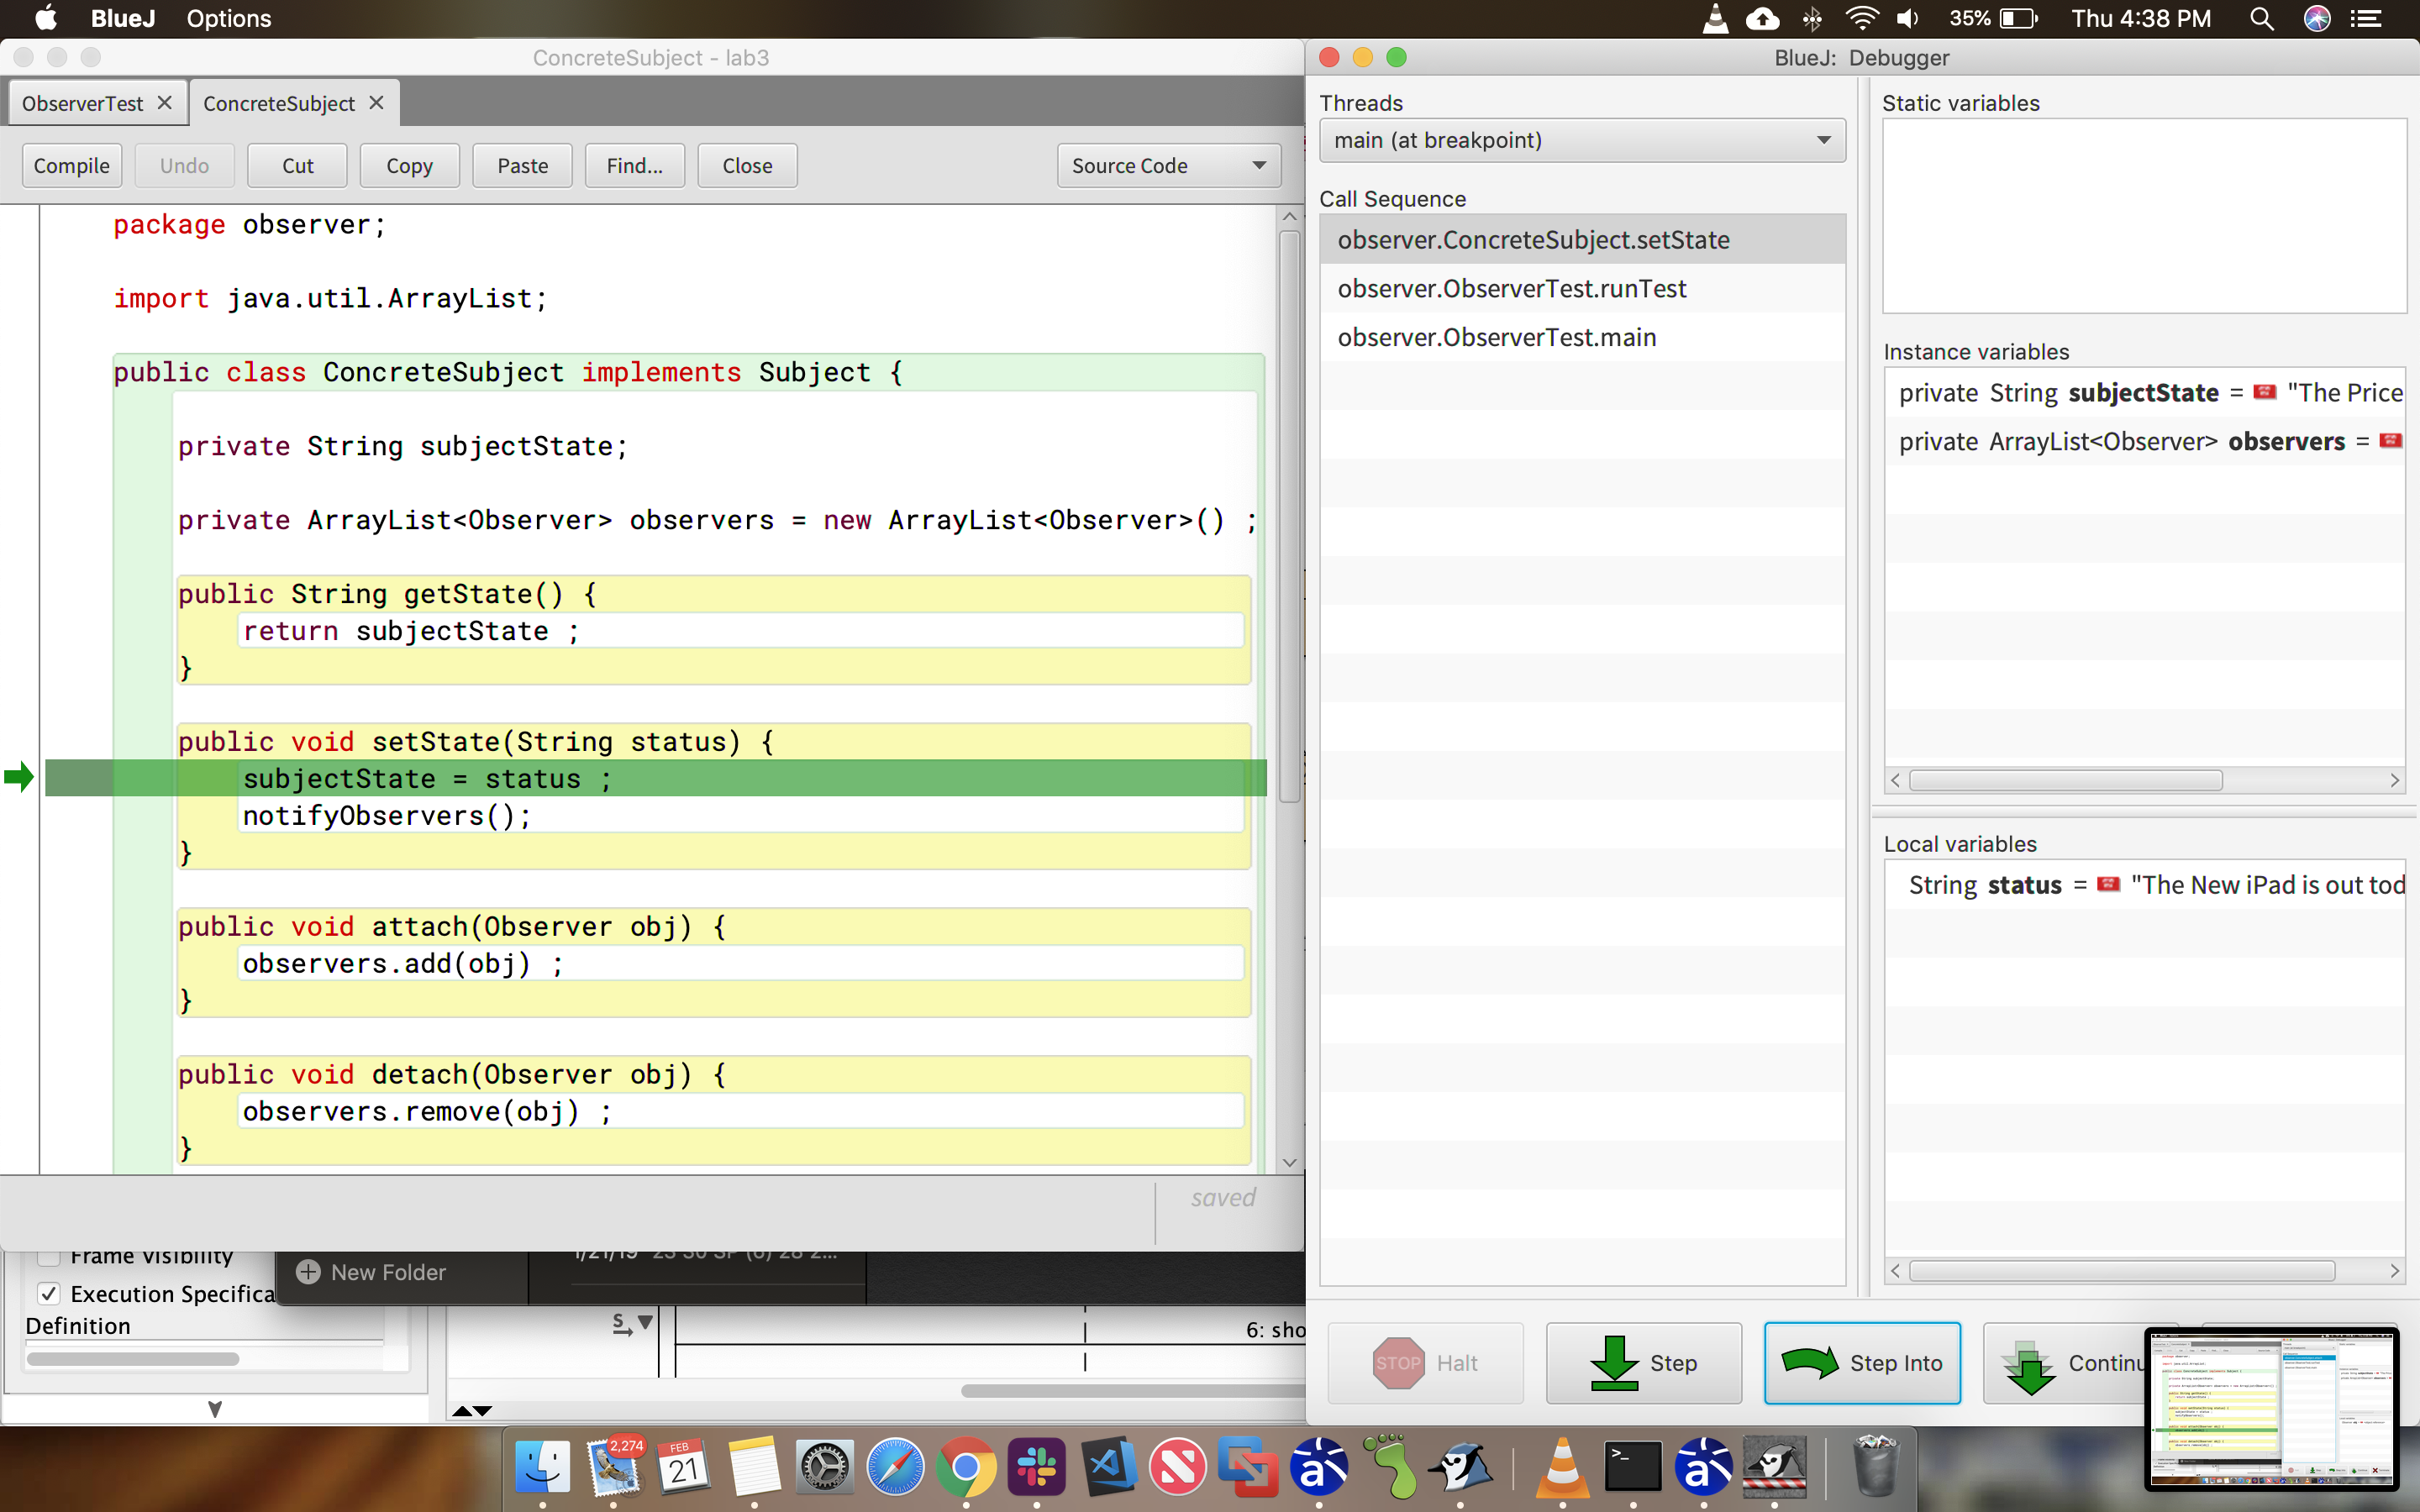 BlueJ Options
35% Thu 4:38 PM
ConcreteSubject - lab3
ObserverTest ConcreteSubject
Compile Undo Cut Copy Paste Find... Close Source Code
package observer;
import java.util.ArrayList;
public class ConcreteSubject implements Subject {
private String subjectState;
private ArrayList<Observer> observers = new ArrayList<Observer>() ;
public String getState() {
return subjectState ;
}
public void setState(String status) {
subjectState = status ;
notifyObservers();
}
public void attach(Observer obj) {
observers.add(obj) ;
}
public void detach(Observer obj) {
observers.remove(obj) ;
}
saved
Frame Visibility
Execution Specifica
Definition
New Folder
6: sho
BlueJ: Debugger
Threads
main (at breakpoint)
Call Sequence
observer.ConcreteSubject.setState
observer.ObserverTest.runTest
observer.ObserverTest.main
Static variables
Instance variables
private String subjectState = "The Price
private ArrayList<Observer> observers =
Local variables
String status = "The New iPad is out tod
STOP Halt Step Step Into Continu
2,274
FEB
21